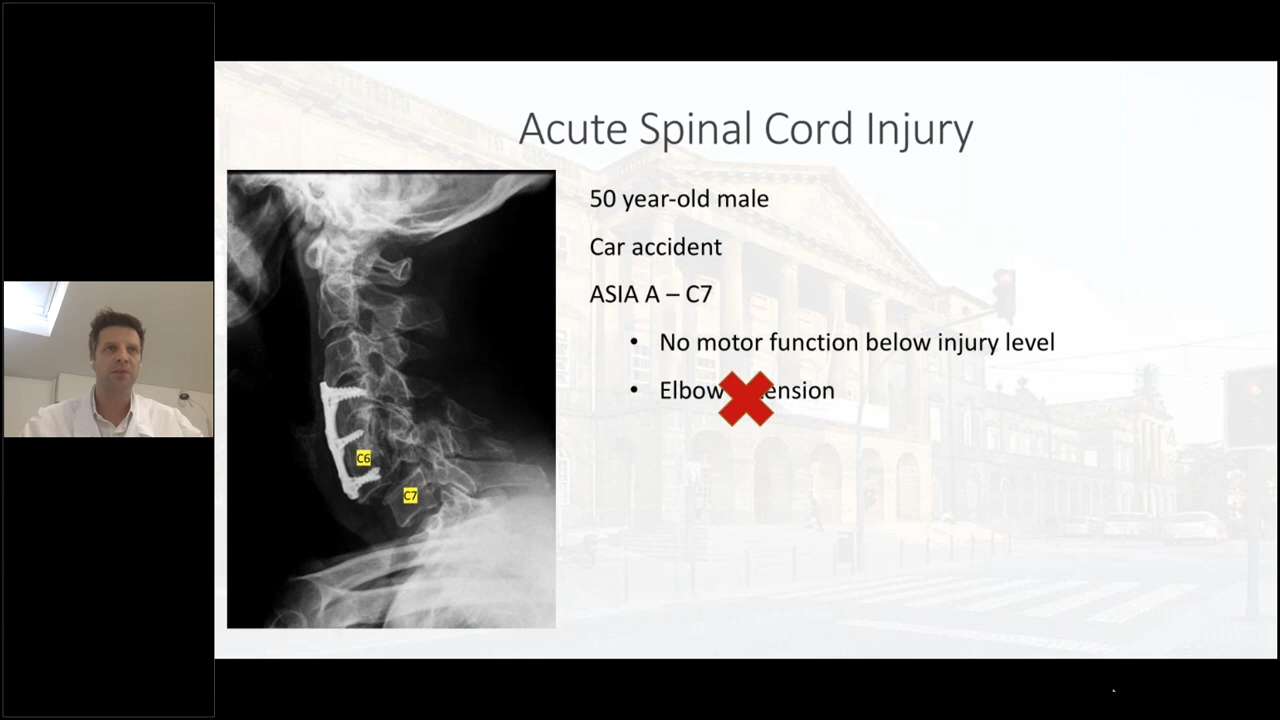 Acute Spinal Cord Injury
50 year-old male
Car accident
ASIA A – C7
• No motor function below injury level
• Elbow ension
C6
C7